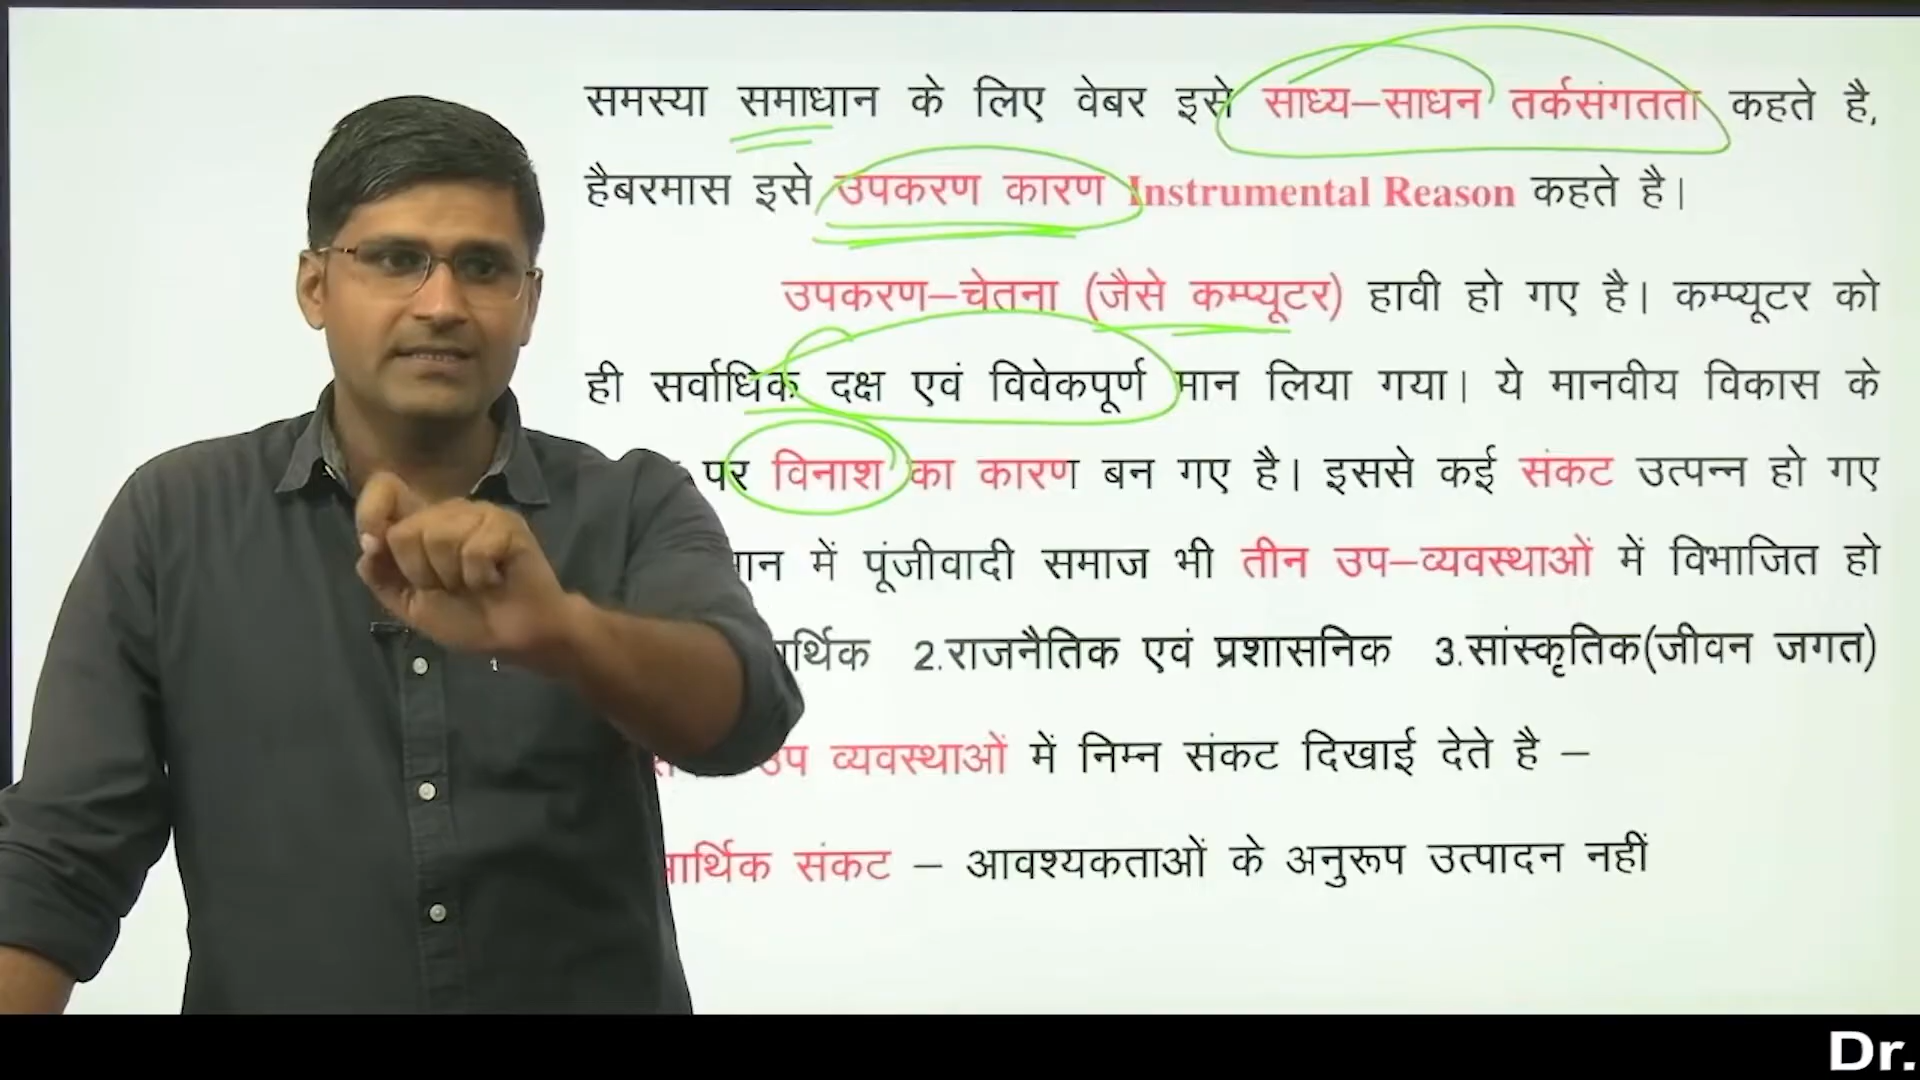 समस्या समाधान के लिए वेबर इसे साध्य–साधन तर्कसंगतता कहते है,
हैबरमास इसे उपकरण कारण Instrumental Reason कहते है।
उपकरण–चेतना (जैसे कम्प्यूटर) हावी हो गए है। कम्प्यूटर को
ही सर्वाधिक दक्ष एवं विवेकपूर्ण मान लिया गया। ये मानवीय विकास के
पर विनाश का कारण बन गए है। इससे कई संकट उत्पन्न हो गए
में पूंजीवादी समाज भी तीन उप–व्यवस्थाओं में विभाजित हो
2.राजनैतिक एवं प्रशासनिक 3.सांस्कृतिक(जीवन जगत)
उप व्यवस्थाओं में निम्न संकट दिखाई देते है –
संकट – आवश्यकताओं के अनुरूप उत्पादन नहीं
Dr.